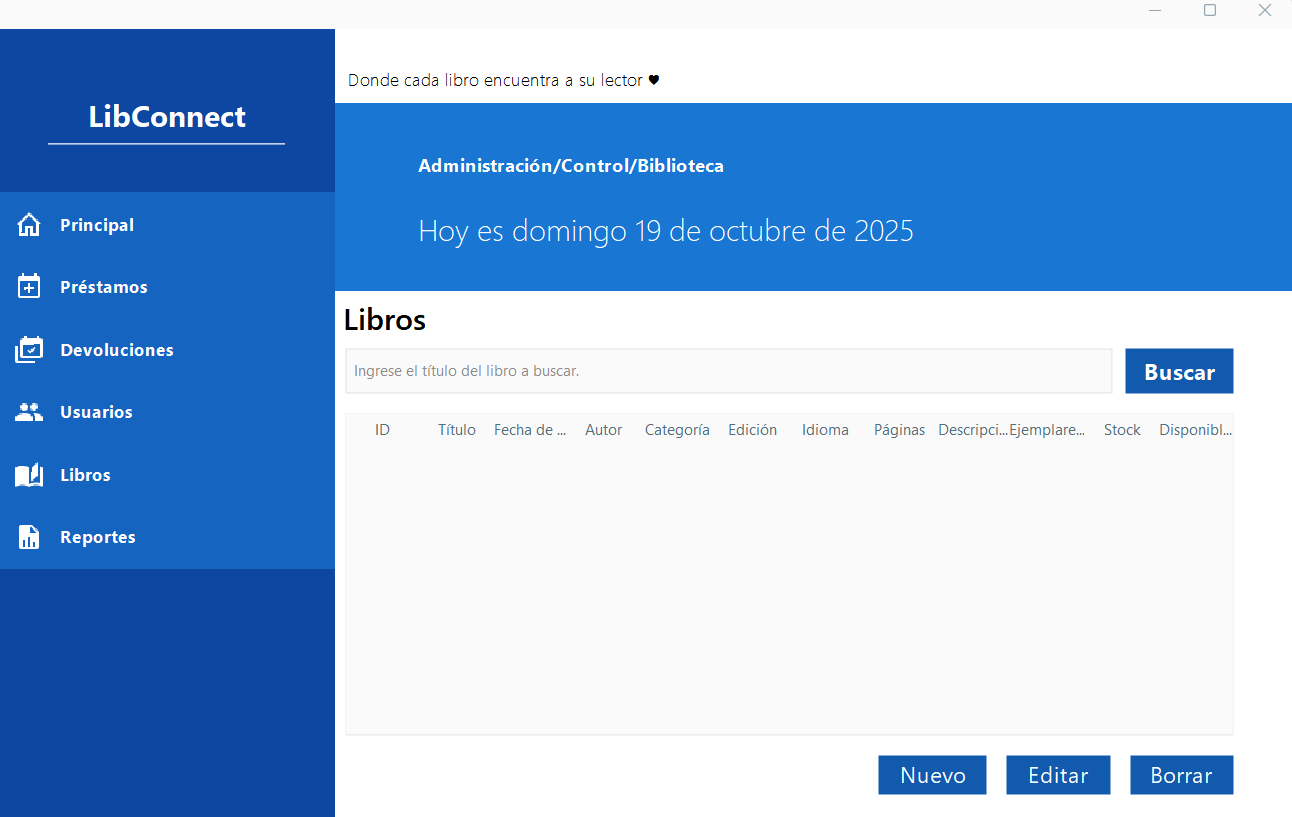 Donde cada libro encuentra a su lector ♥
LibConnect
Administración/Control/Biblioteca
Hoy es domingo 19 de octubre de 2025
Principal
Préstamos
Devoluciones
Usuarios
Libros
Reportes
Libros
Ingrese el título del libro a buscar.
Buscar
ID Título Fecha de ... Autor Categoría Edición Idioma Páginas Descripci... Ejemplare... Stock Disponibl...
Nuevo Editar Borrar